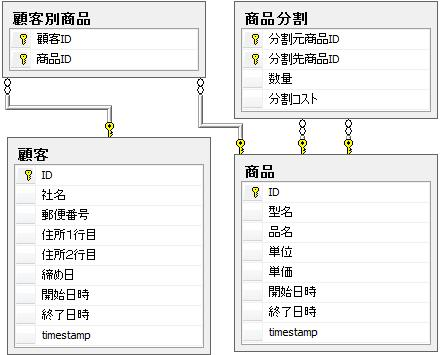 顧客別商品
顧客ID
商品ID
商品分割
分割元商品ID
分割先商品ID
数量
分割コスト
顧客
ID
社名
郵便番号
住所1行目
住所2行目
締め日
開始日時
終了日時
timestamp
商品
ID
型名
品名
単位
単価
開始日時
終了日時
timestamp